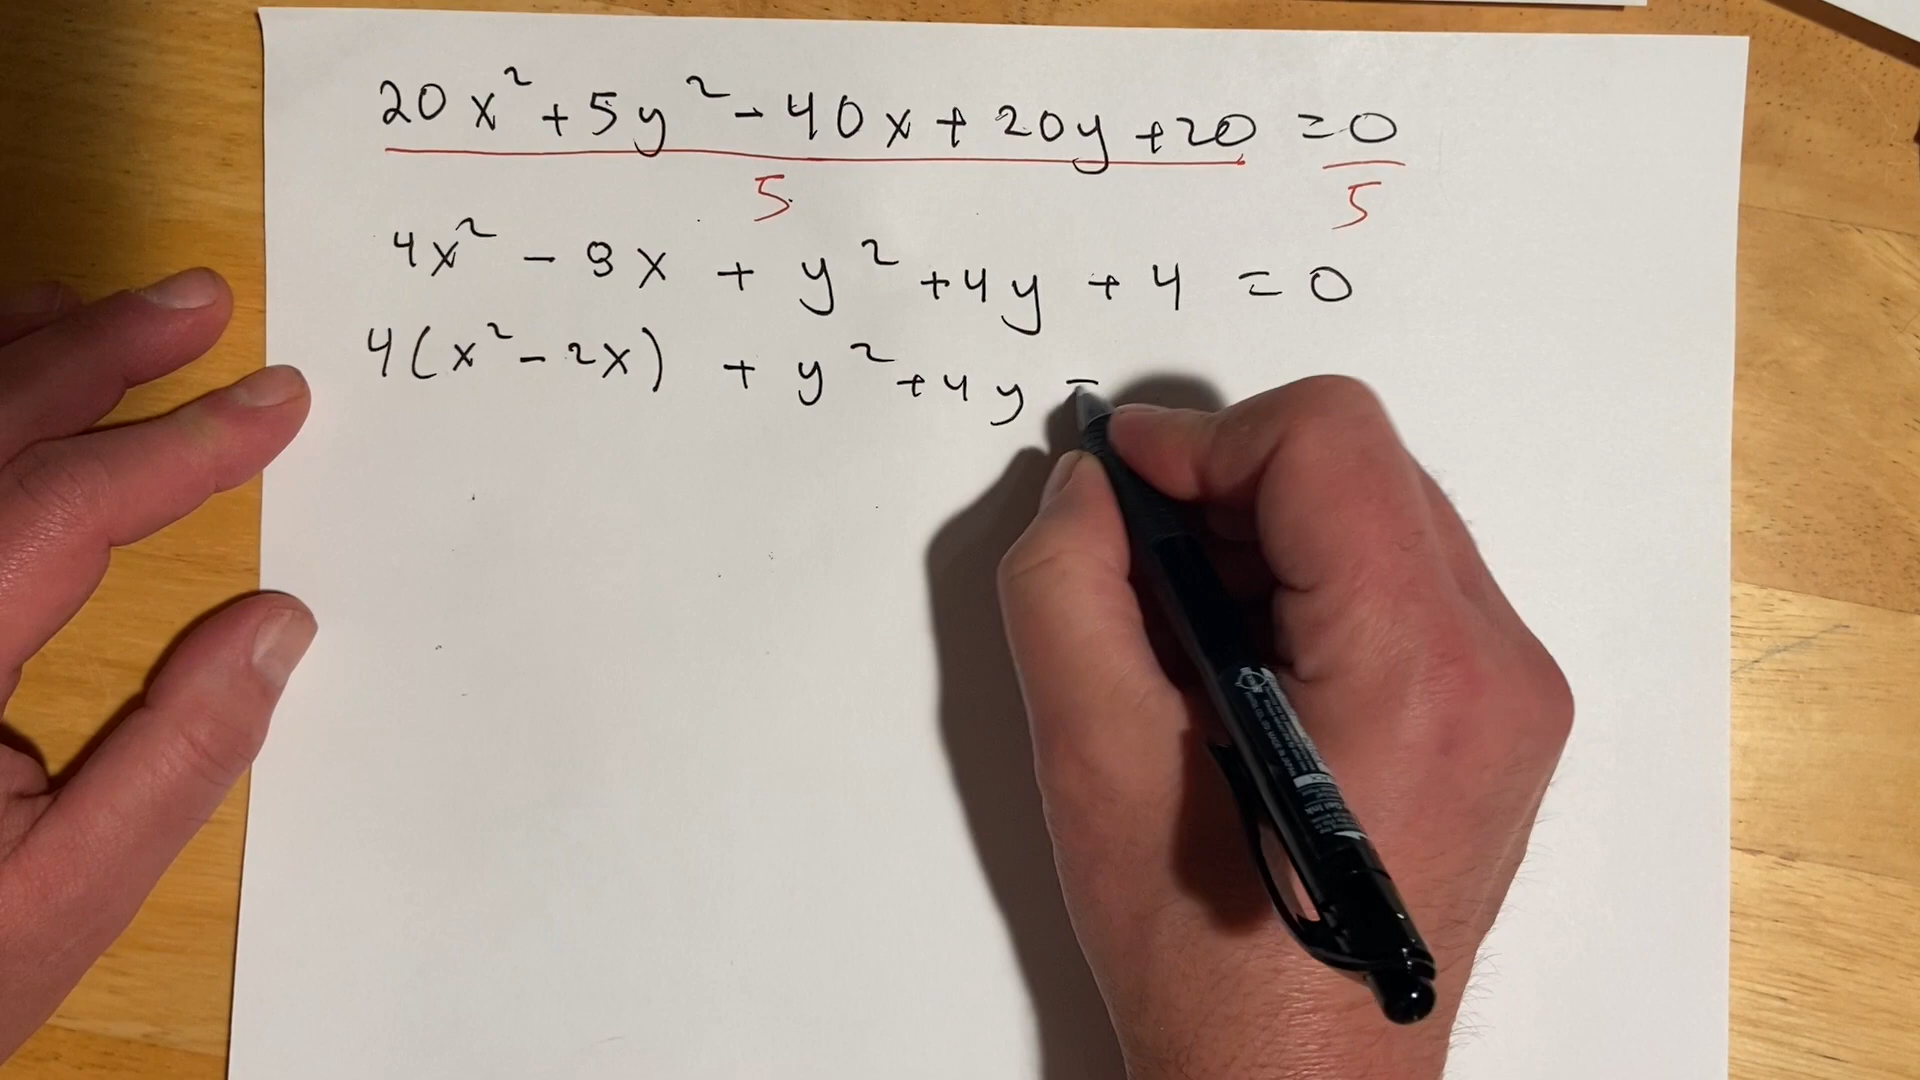 20x² + 5y² - 40x + 20y + 20 = 0
5 5
4x² - 8x + y² + 4y + 4 = 0
4(x² - 2x) + y² + 4y =